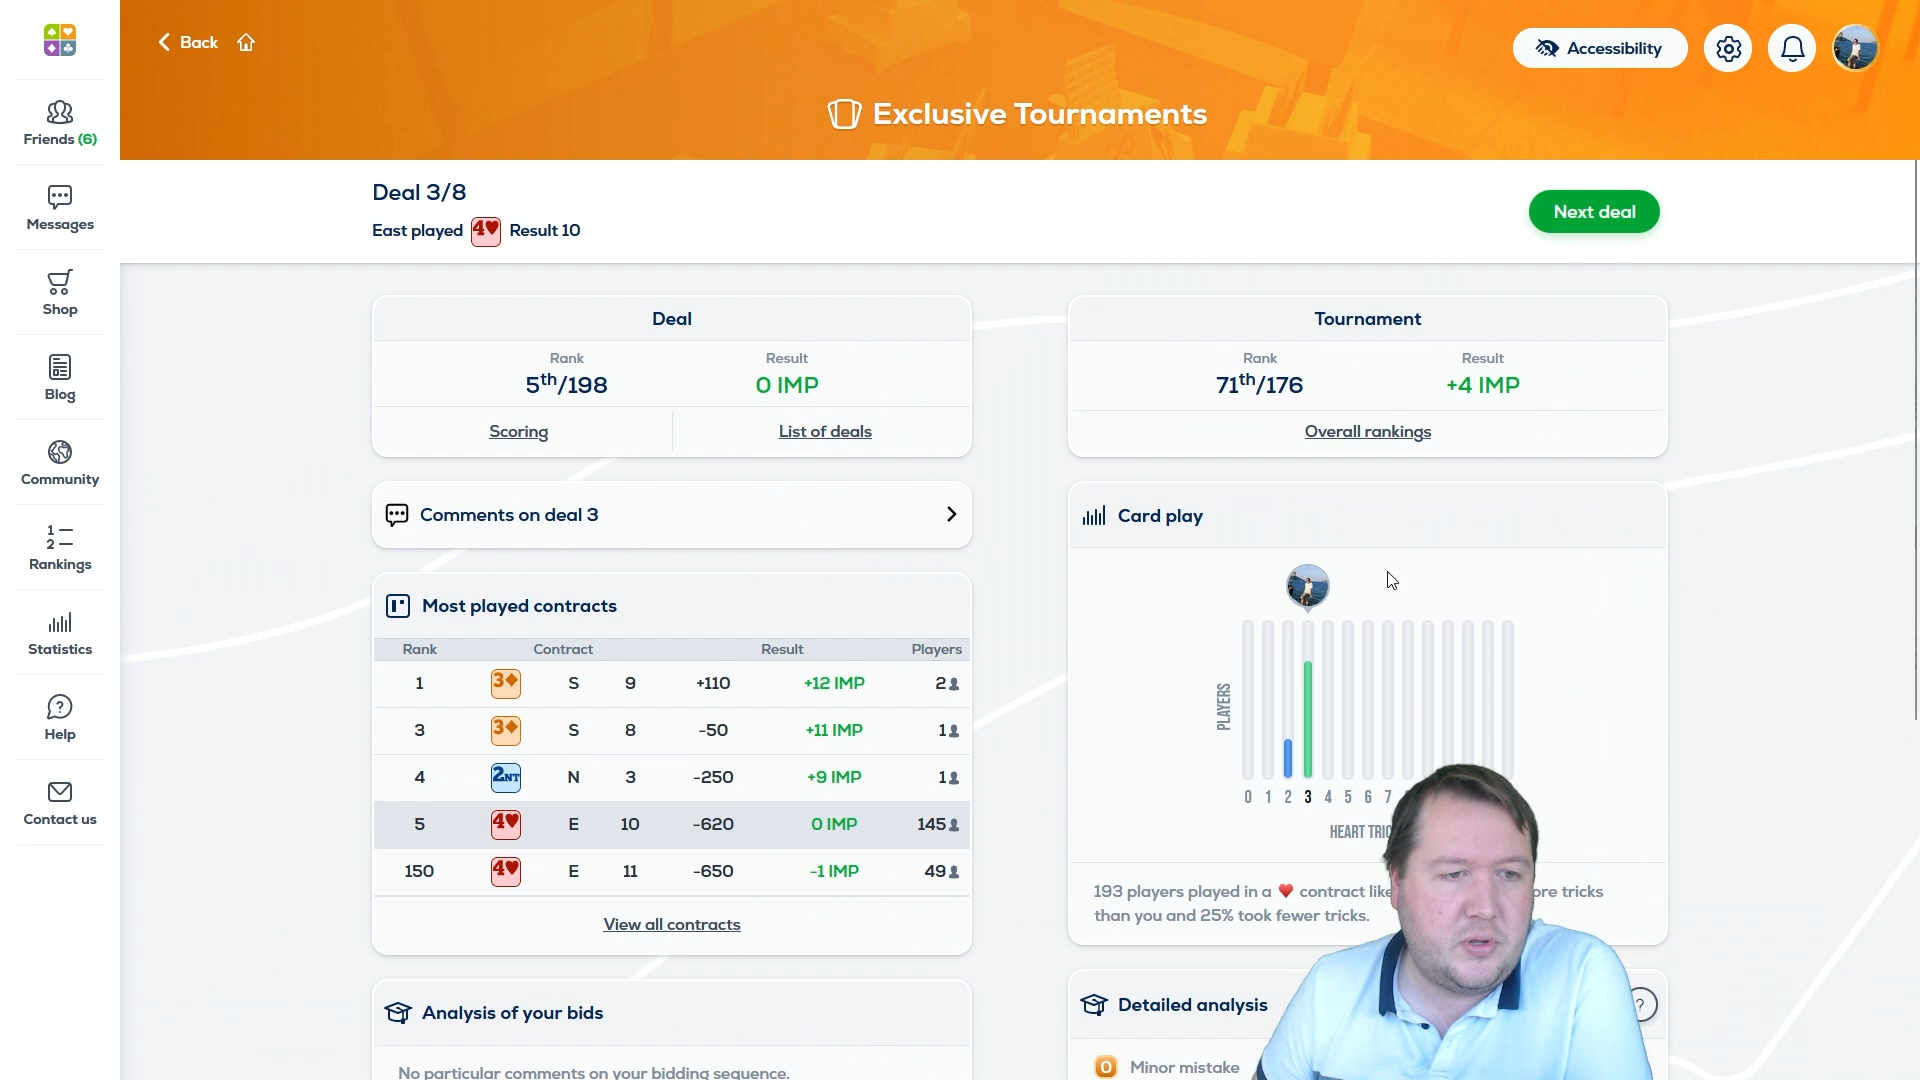 Back
Accessibility
Exclusive Tournaments
Friends (6)
Messages
Shop
Blog
Community
1
2
Rankings
Statistics
Help
Contact us
Deal 3/8
East played 4♥ Result 10
Next deal
Deal
Rank Result
5th/198 0 IMP
Scoring List of deals
Tournament
Rank Result
71th/176 +4 IMP
Overall rankings
Comments on deal 3
Most played contracts
Rank Contract Result Players
1 3♦ S 9 +110 +12 IMP 2
3 3♦ S 8 -50 +11 IMP 1
4 2NT N 3 -250 +9 IMP 1
5 4♥ E 10 -620 0 IMP 145
150 4♥ E 11 -650 -1 IMP 49
View all contracts
Card play
PLAYERS
0 1 2 3 4 5 6 7
HEART TRIC
193 players played in a ♥ contract like ore tricks
than you and 25% took fewer tricks.
Analysis of your bids
No particular comments on your bidding sequence.
Detailed analysis
?
0 Minor mistake